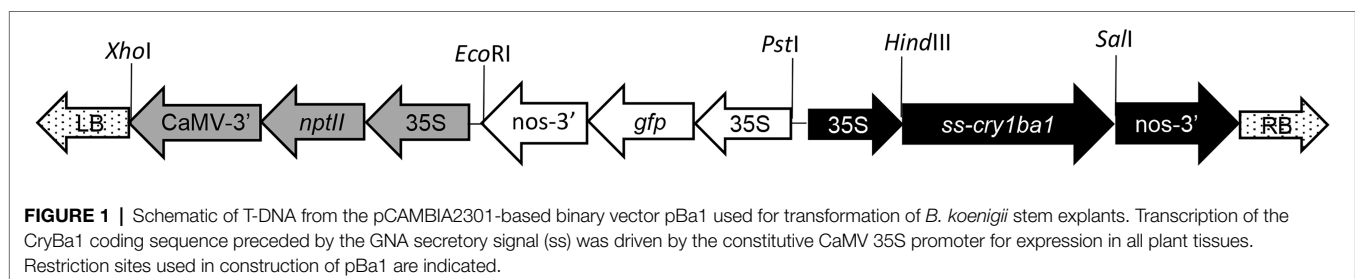 XhoI
EcoRI
PstI
HindIII
SalI
LB
CaMV-3'
nptII
35S
nos-3'
gfp
35S
35S
ss-cry1ba1
nos-3'
RB
FIGURE 1 | Schematic of T-DNA from the pCAMBIA2301-based binary vector pBa1 used for transformation of B. koenigii stem explants. Transcription of the
CryBa1 coding sequence preceded by the GNA secretory signal (ss) was driven by the constitutive CaMV 35S promoter for expression in all plant tissues.
Restriction sites used in construction of pBa1 are indicated.